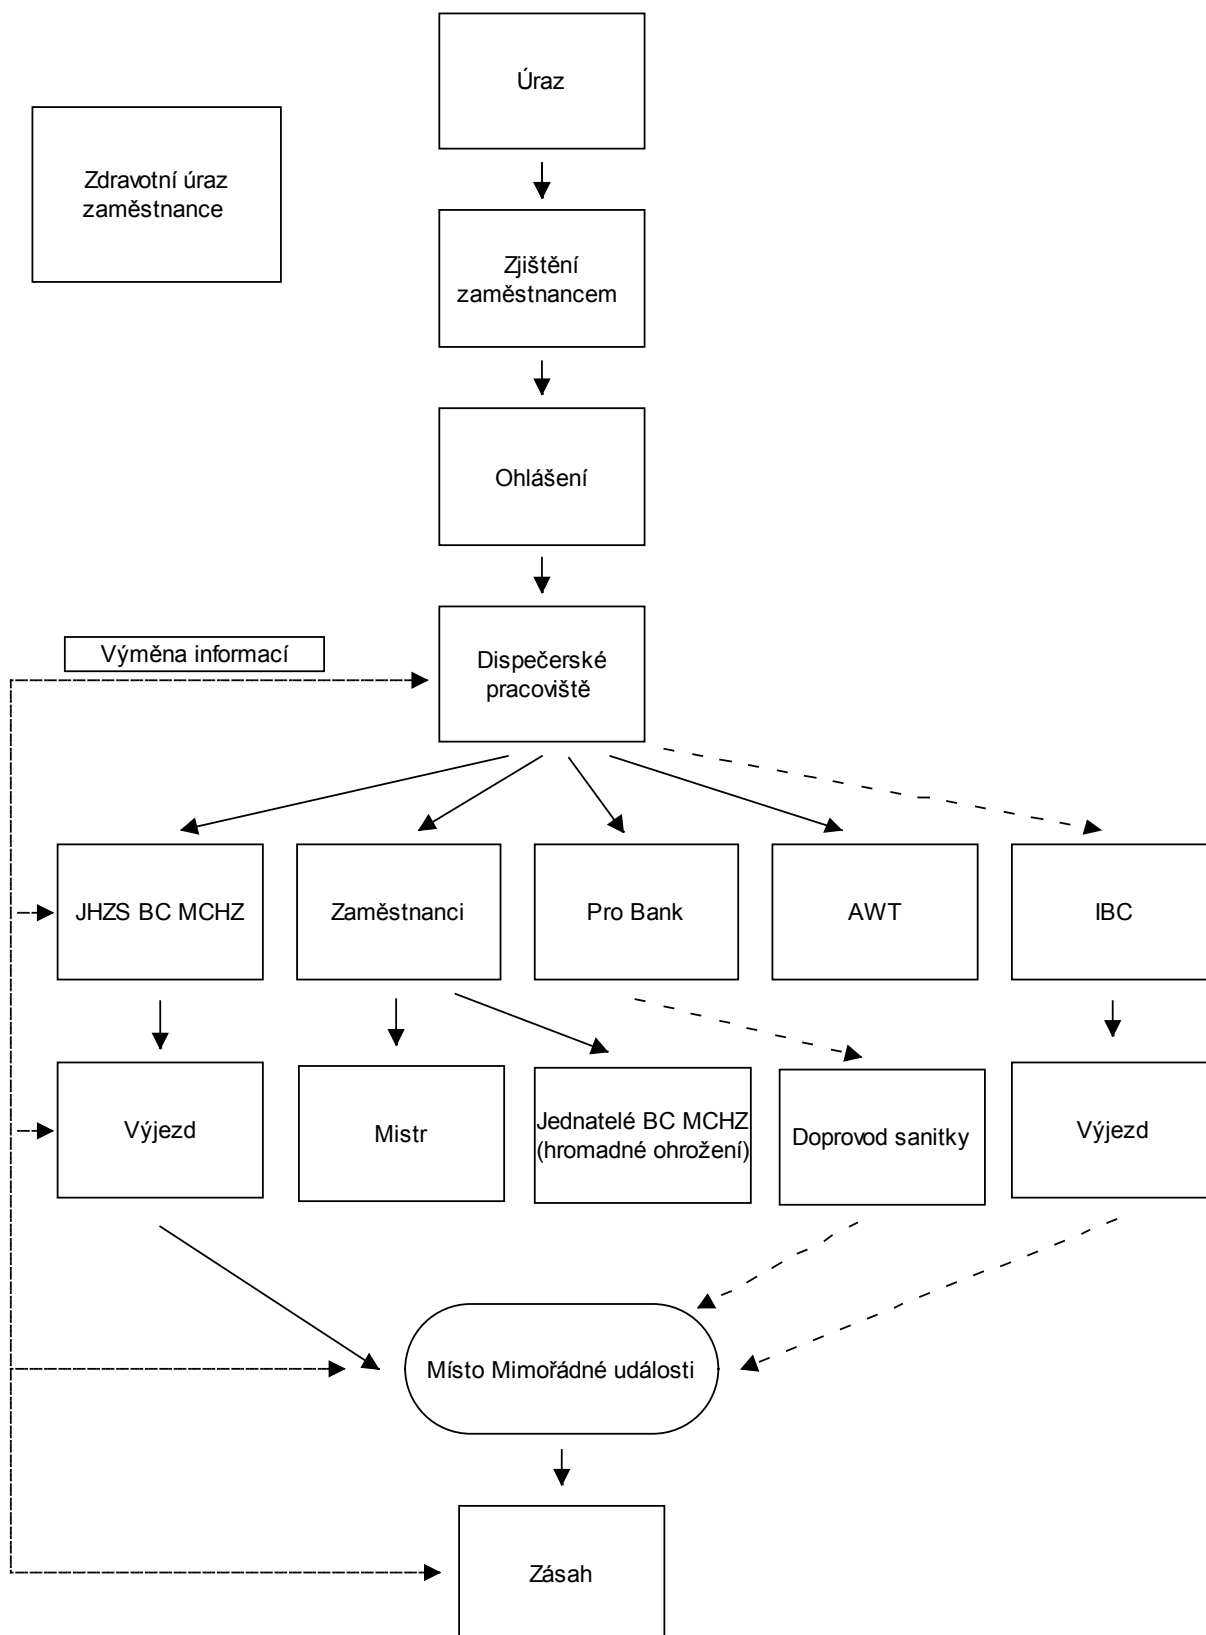 Úraz
Zdravotní úraz
zaměstnance
Zjištění
zaměstnancem
Ohlášení
Výměna informací
Dispečerské
pracoviště
JHZS BC MCHZ
Zaměstnanci
Pro Bank
AWT
IBC
Výjezd
Mistr
Jednatelé BC MCHZ
(hromadné ohrožení)
Doprovod sanitky
Výjezd
Místo Mimořádné události
Zásah